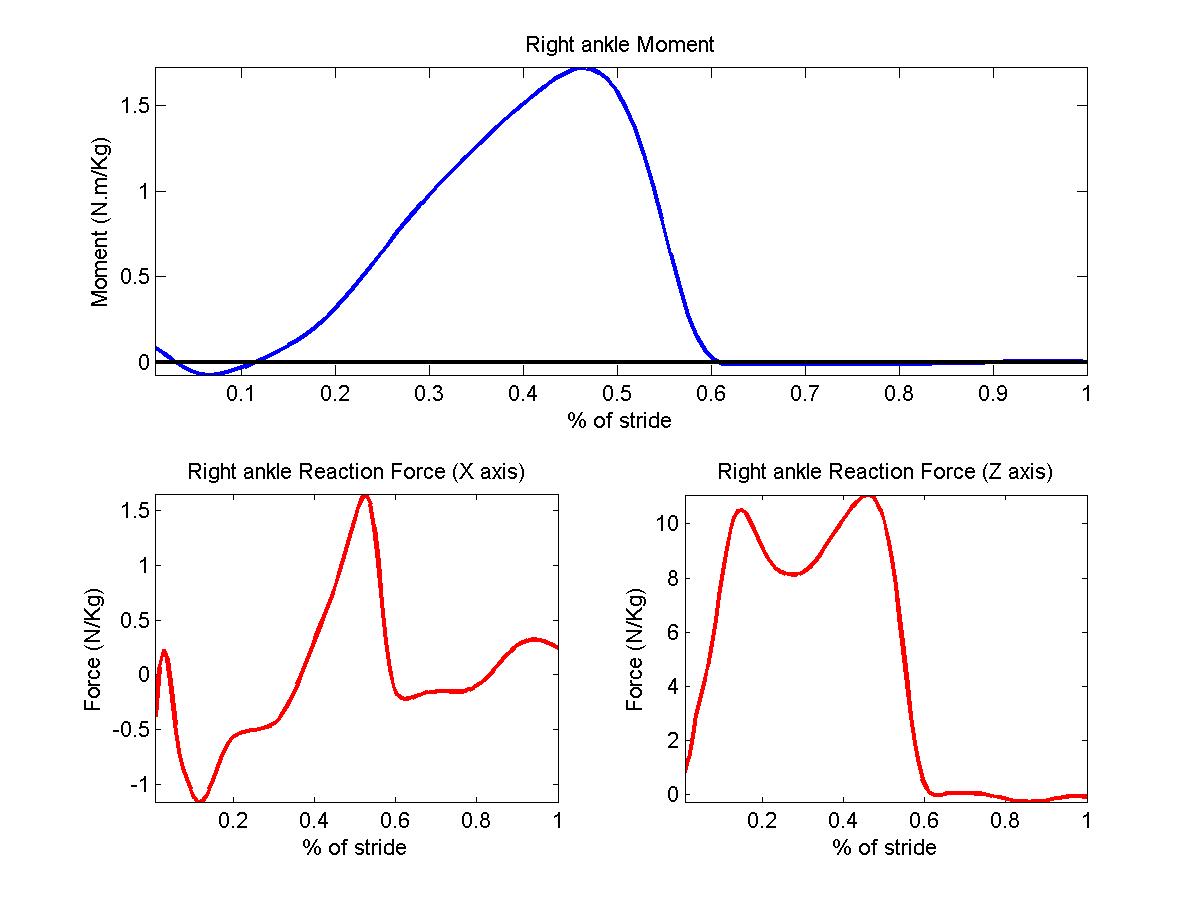 Right ankle Moment
Moment (N.m/Kg)
1.5
1
0.5
0
0.1 0.2 0.3 0.4 0.5 0.6 0.7 0.8 0.9 1
% of stride
Right ankle Reaction Force (X axis)
Force (N/Kg)
1.5
1
0.5
0
-0.5
-1
0.2 0.4 0.6 0.8 1
% of stride
Right ankle Reaction Force (Z axis)
Force (N/Kg)
10
8
6
4
2
0
0.2 0.4 0.6 0.8 1
% of stride